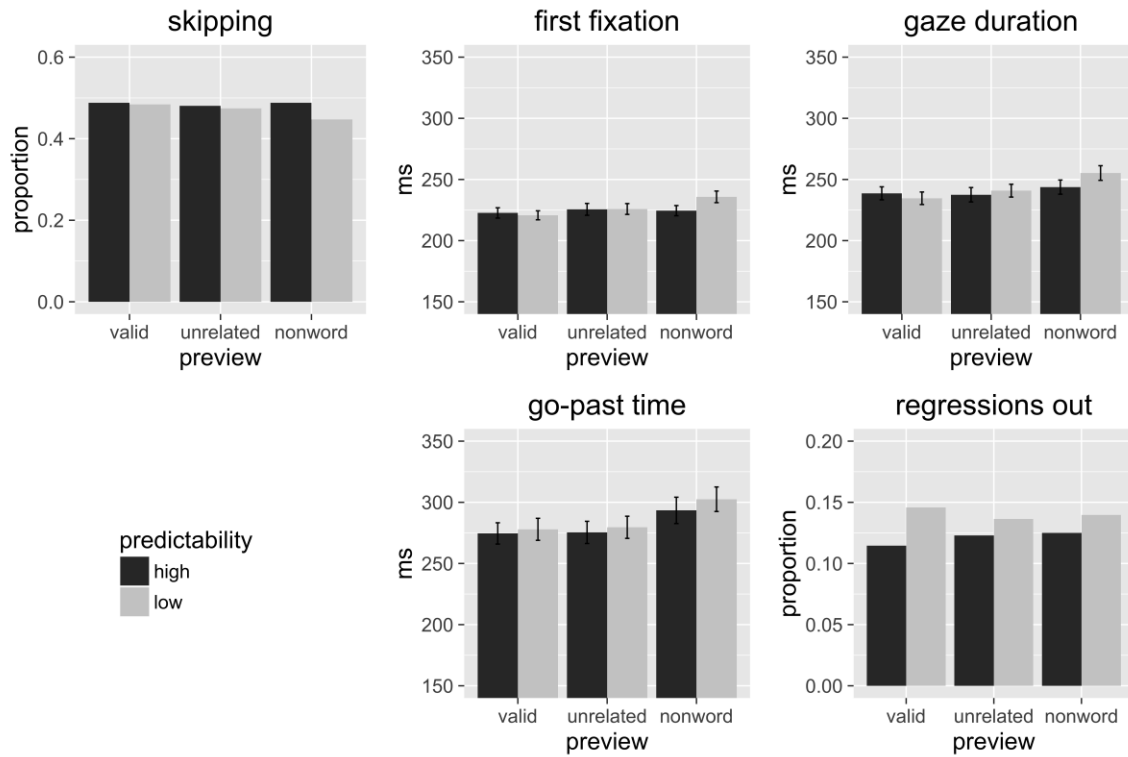 skipping
0.6
0.4
0.2
0.0
proportion
valid unrelated nonword
preview
first fixation
350
300
250
200
150
ms
valid unrelated nonword
preview
gaze duration
350
300
250
200
150
ms
valid unrelated nonword
preview
predictability
high
low
go-past time
350
300
250
200
150
ms
valid unrelated nonword
preview
regressions out
0.20
0.15
0.10
0.05
0.00
proportion
valid unrelated nonword
preview